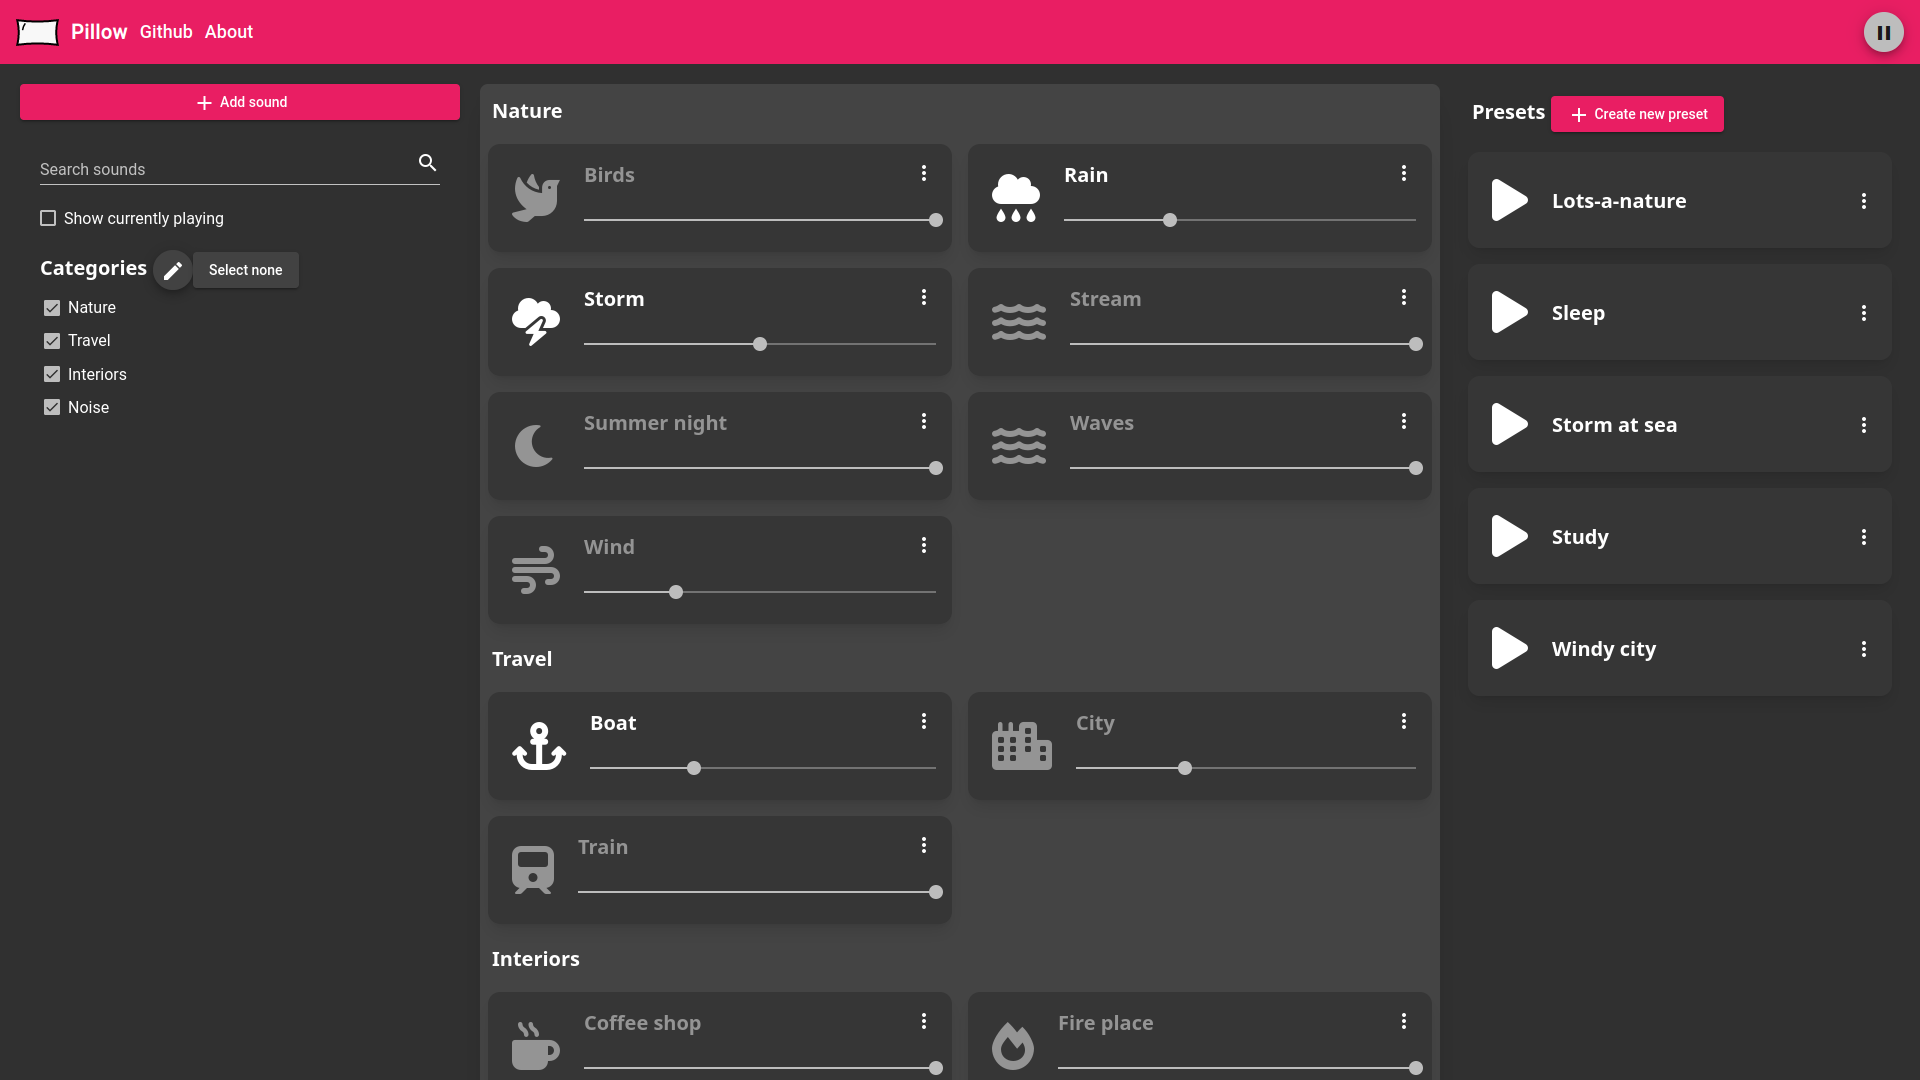 Pillow Github About
Add sound
Search sounds
Show currently playing
Categories Select none
Nature
Travel
Interiors
Noise
Nature
Birds
Rain
Storm
Stream
Summer night
Waves
Wind
Travel
Boat
City
Train
Interiors
Coffee shop
Fire place
Presets Create new preset
Lots-a-nature
Sleep
Storm at sea
Study
Windy city